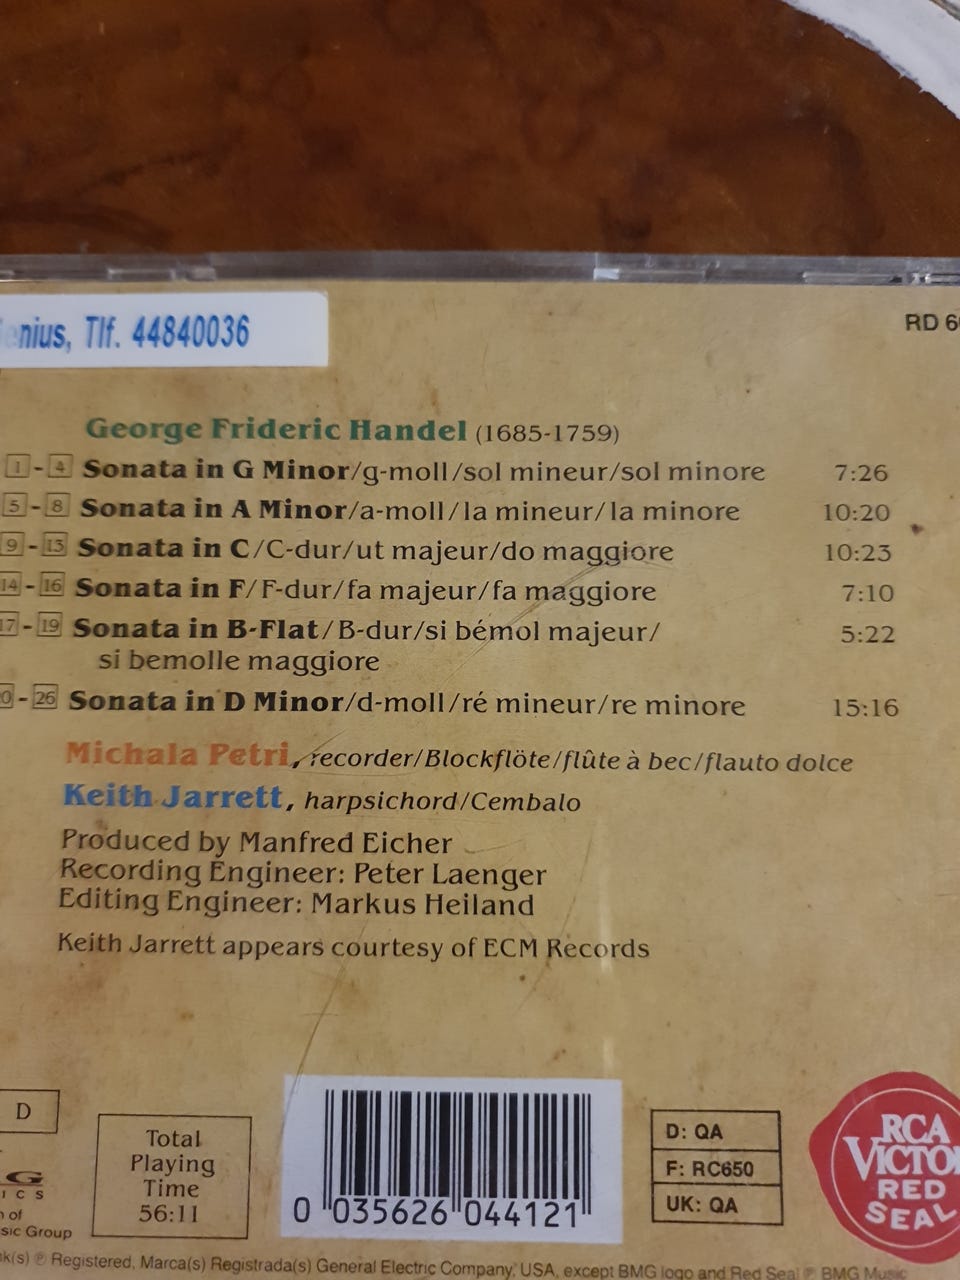 Tlf. 44840036
RD
George Frideric Handel (1685-1759)
1-4 Sonata in G Minor/g-moll/sol mineur/sol minore 7:26
5-8 Sonata in A Minor/a-moll/la mineur/la minore 10:20
9-13 Sonata in C/C-dur/ut majeur/do maggiore 10:23
14-16 Sonata in F/F-dur/fa majeur/fa maggiore 7:10
17-19 Sonata in B-Flat/B-dur/si bémol majeur/ 5:22
si bemolle maggiore
-26 Sonata in D Minor/d-moll/ré mineur/re minore 15:16
Michala Petri, recorder/Blockflöte/flûte à bec/flauto dolce
Keith Jarrett, harpsichord/Cembalo
Produced by Manfred Eicher
Recording Engineer: Peter Laenger
Editing Engineer: Markus Heiland
Keith Jarrett appears courtesy of ECM Records
D
Total
Playing
Time
56:11
of
Group
0 035626 044121
D: QA
F: RC650
UK: QA
RCA
VICTO
RED
SEAL
Registered, Marca(s) Registrada(s) General Electric Company, USA, except BMG logo and Red Seal ℗ BMG Music